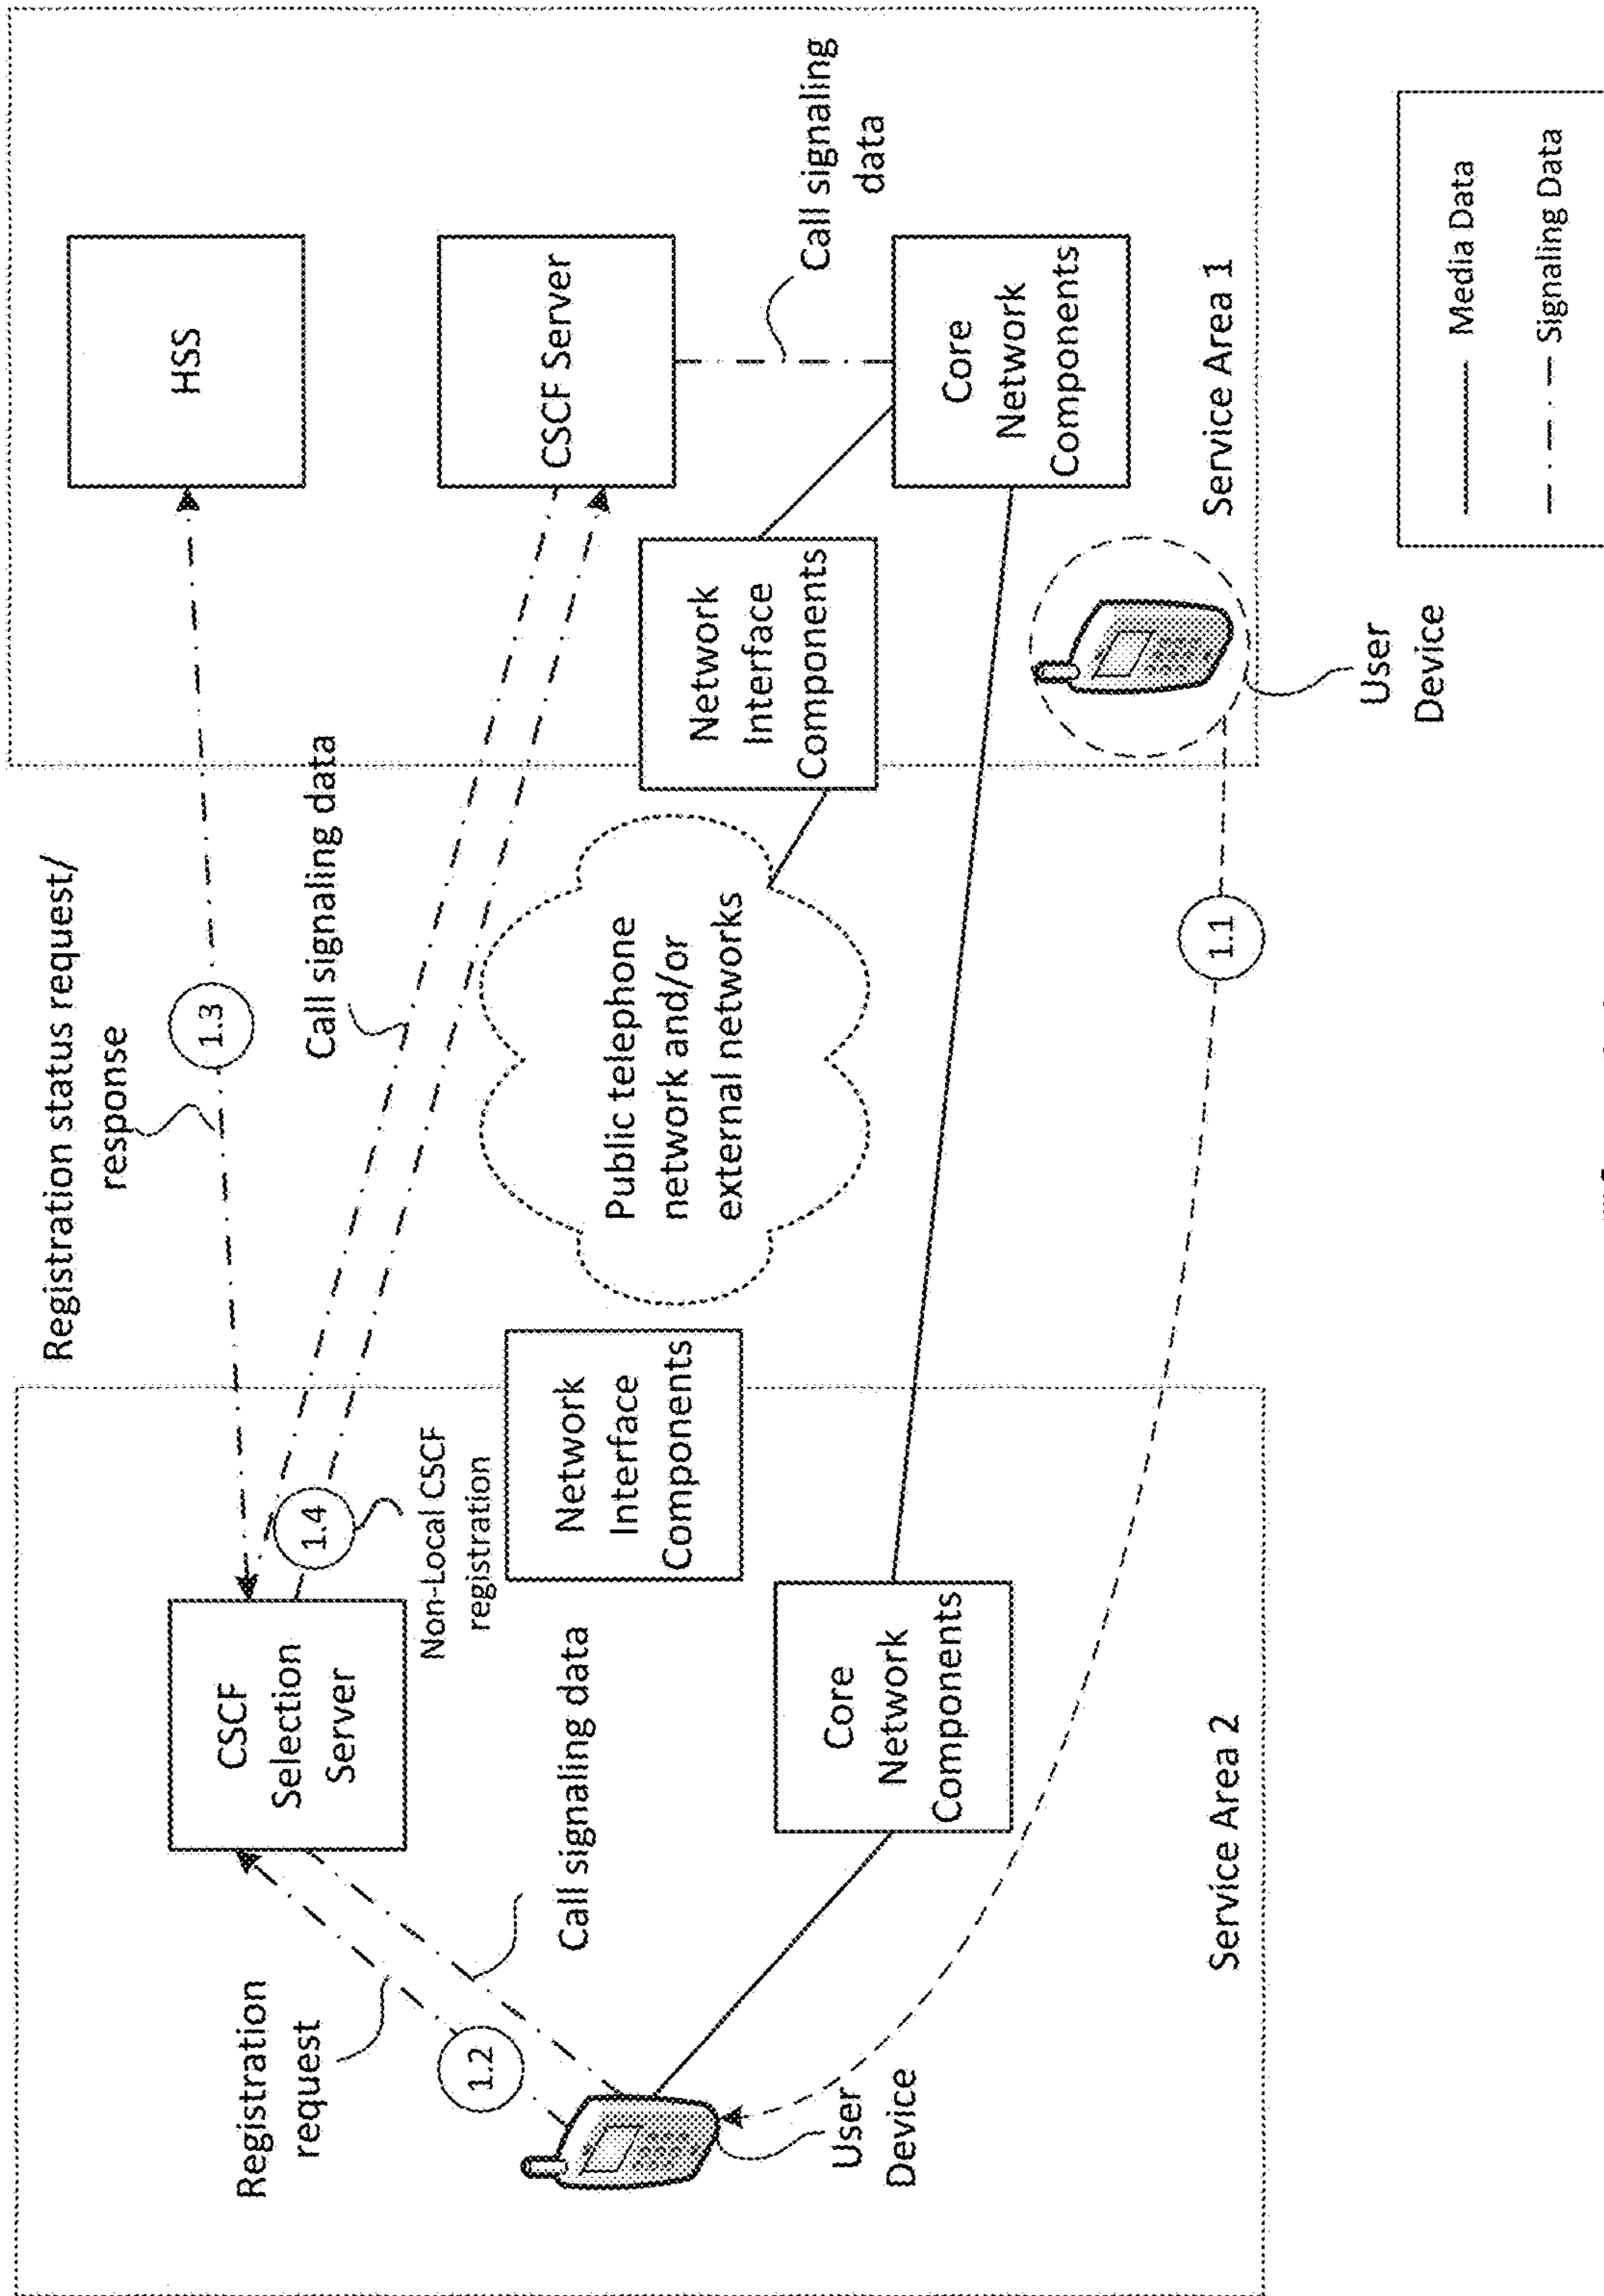 Registration status request/
response
1.3
Call signaling data
HSS
CSCF Server
Call signaling
data
CSCF
Selection
Server
1.4
Non-Local CSCF
registration
Registration
request
1.2
Call signaling data
Network
Interface
Components
Public telephone
network and/or
external networks
Network
Interface
Components
Core
Network
Components
Core
Network
Components
User
Device
1.1
Service Area 2
Service Area 1
User
Device
Media Data
Signaling Data